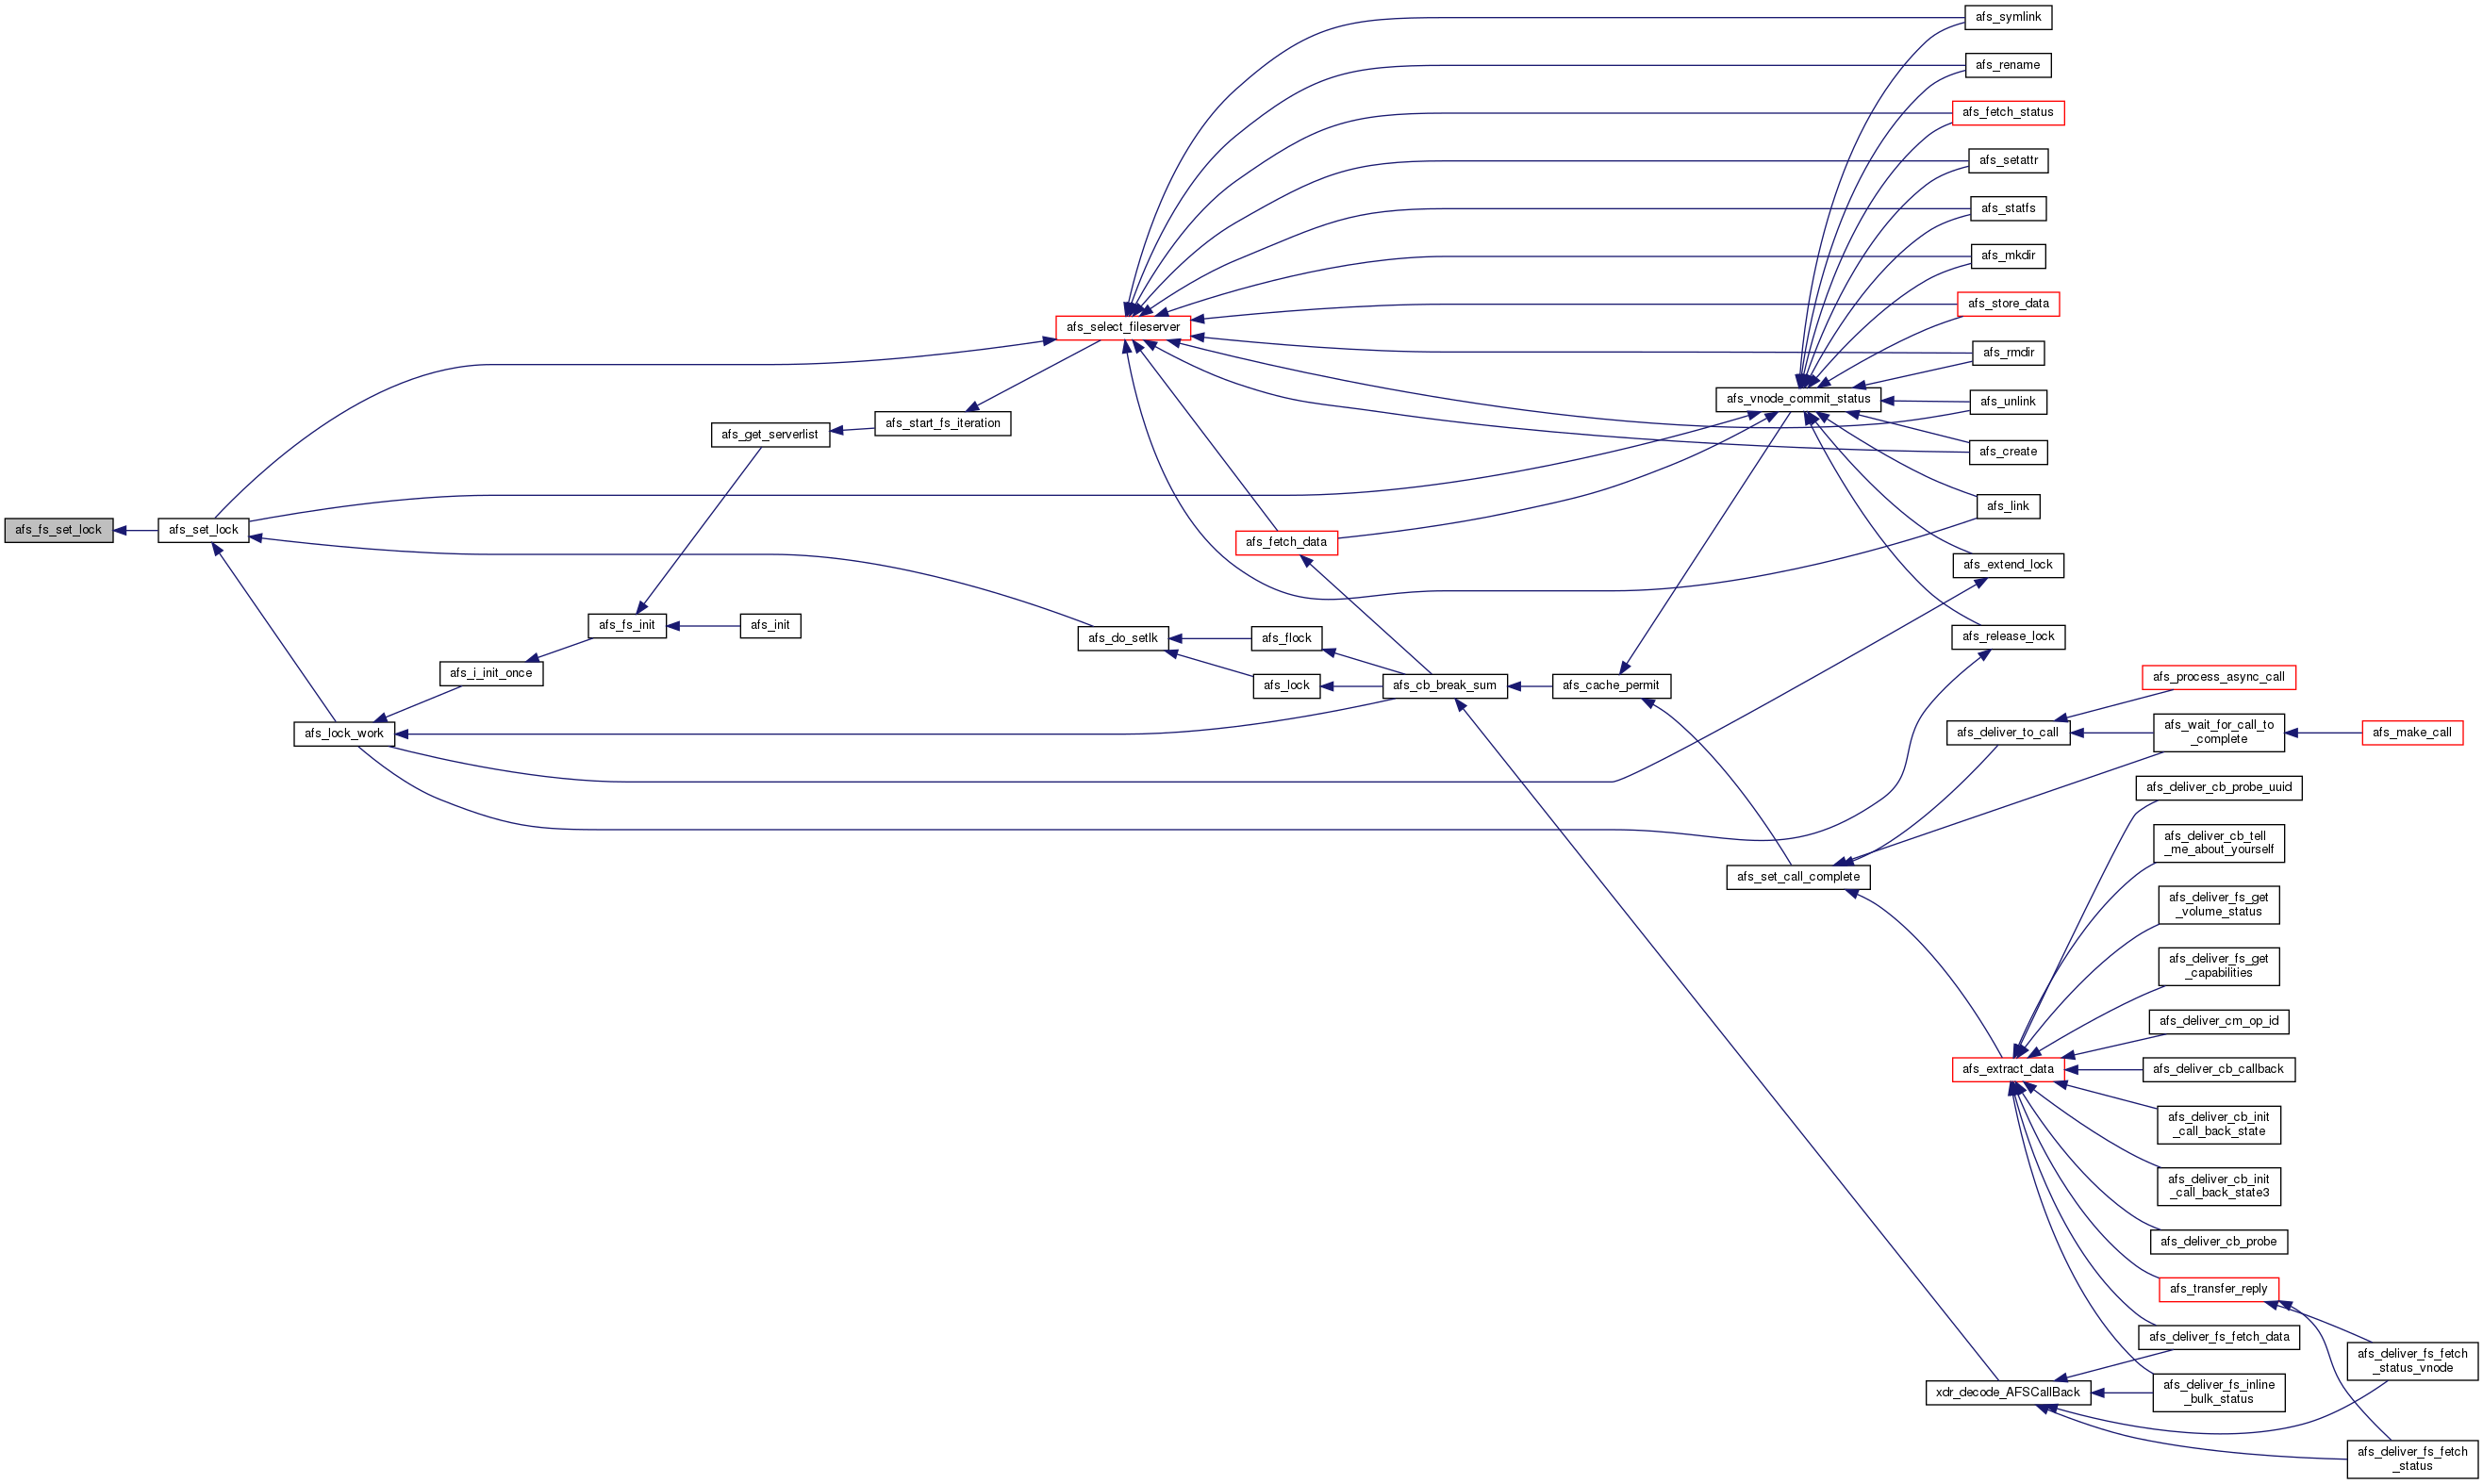 afs_symlink
afs_rename
afs_fetch_status
afs_setattr
afs_statfs
afs_mkdir
afs_store_data
afs_select_fileserver
afs_rmdir
afs_vnode_commit_status
afs_unlink
afs_start_fs_iteration
afs_get_serverlist
afs_create
afs_link
afs_fs_set_lock
afs_set_lock
afs_fetch_data
afs_extend_lock
afs_fs_init
afs_init
afs_do_setlk
afs_flock
afs_release_lock
afs_i_init_once
afs_lock
afs_cb_break_sum
afs_cache_permit
afs_process_async_call
afs_lock_work
afs_deliver_to_call
afs_wait_for_call_to
_complete
afs_make_call
afs_deliver_cb_probe_uuid
afs_deliver_cb_tell
_me_about_yourself
afs_set_call_complete
afs_deliver_fs_get
_volume_status
afs_deliver_fs_get
_capabilities
afs_deliver_cm_op_id
afs_extract_data
afs_deliver_cb_callback
afs_deliver_cb_init
_call_back_state
afs_deliver_cb_init
_call_back_state3
afs_deliver_cb_probe
afs_transfer_reply
afs_deliver_fs_fetch_data
afs_deliver_fs_fetch
_status_vnode
xdr_decode_AFSCallBack
afs_deliver_fs_inline
_bulk_status
afs_deliver_fs_fetch
_status